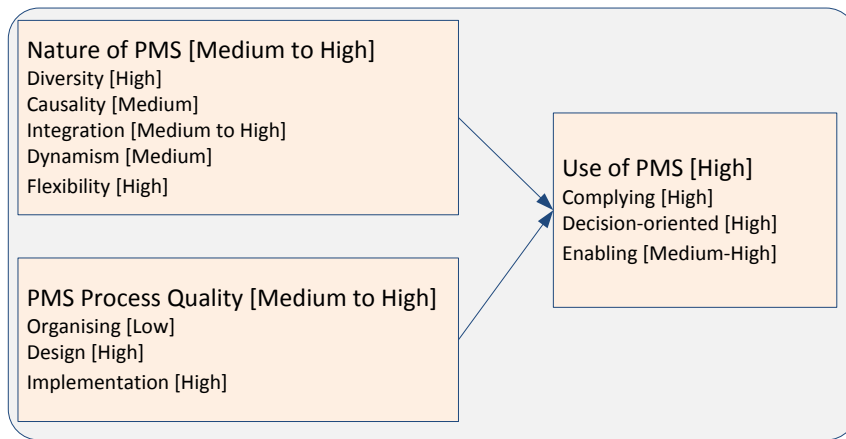 Nature of PMS [Medium to High]
Diversity [High]
Causality [Medium]
Integration [Medium to High]
Dynamism [Medium]
Flexibility [High]
PMS Process Quality [Medium to High]
Organising [Low]
Design [High]
Implementation [High]
Use of PMS [High]
Complying [High]
Decision-oriented [High]
Enabling [Medium-High]